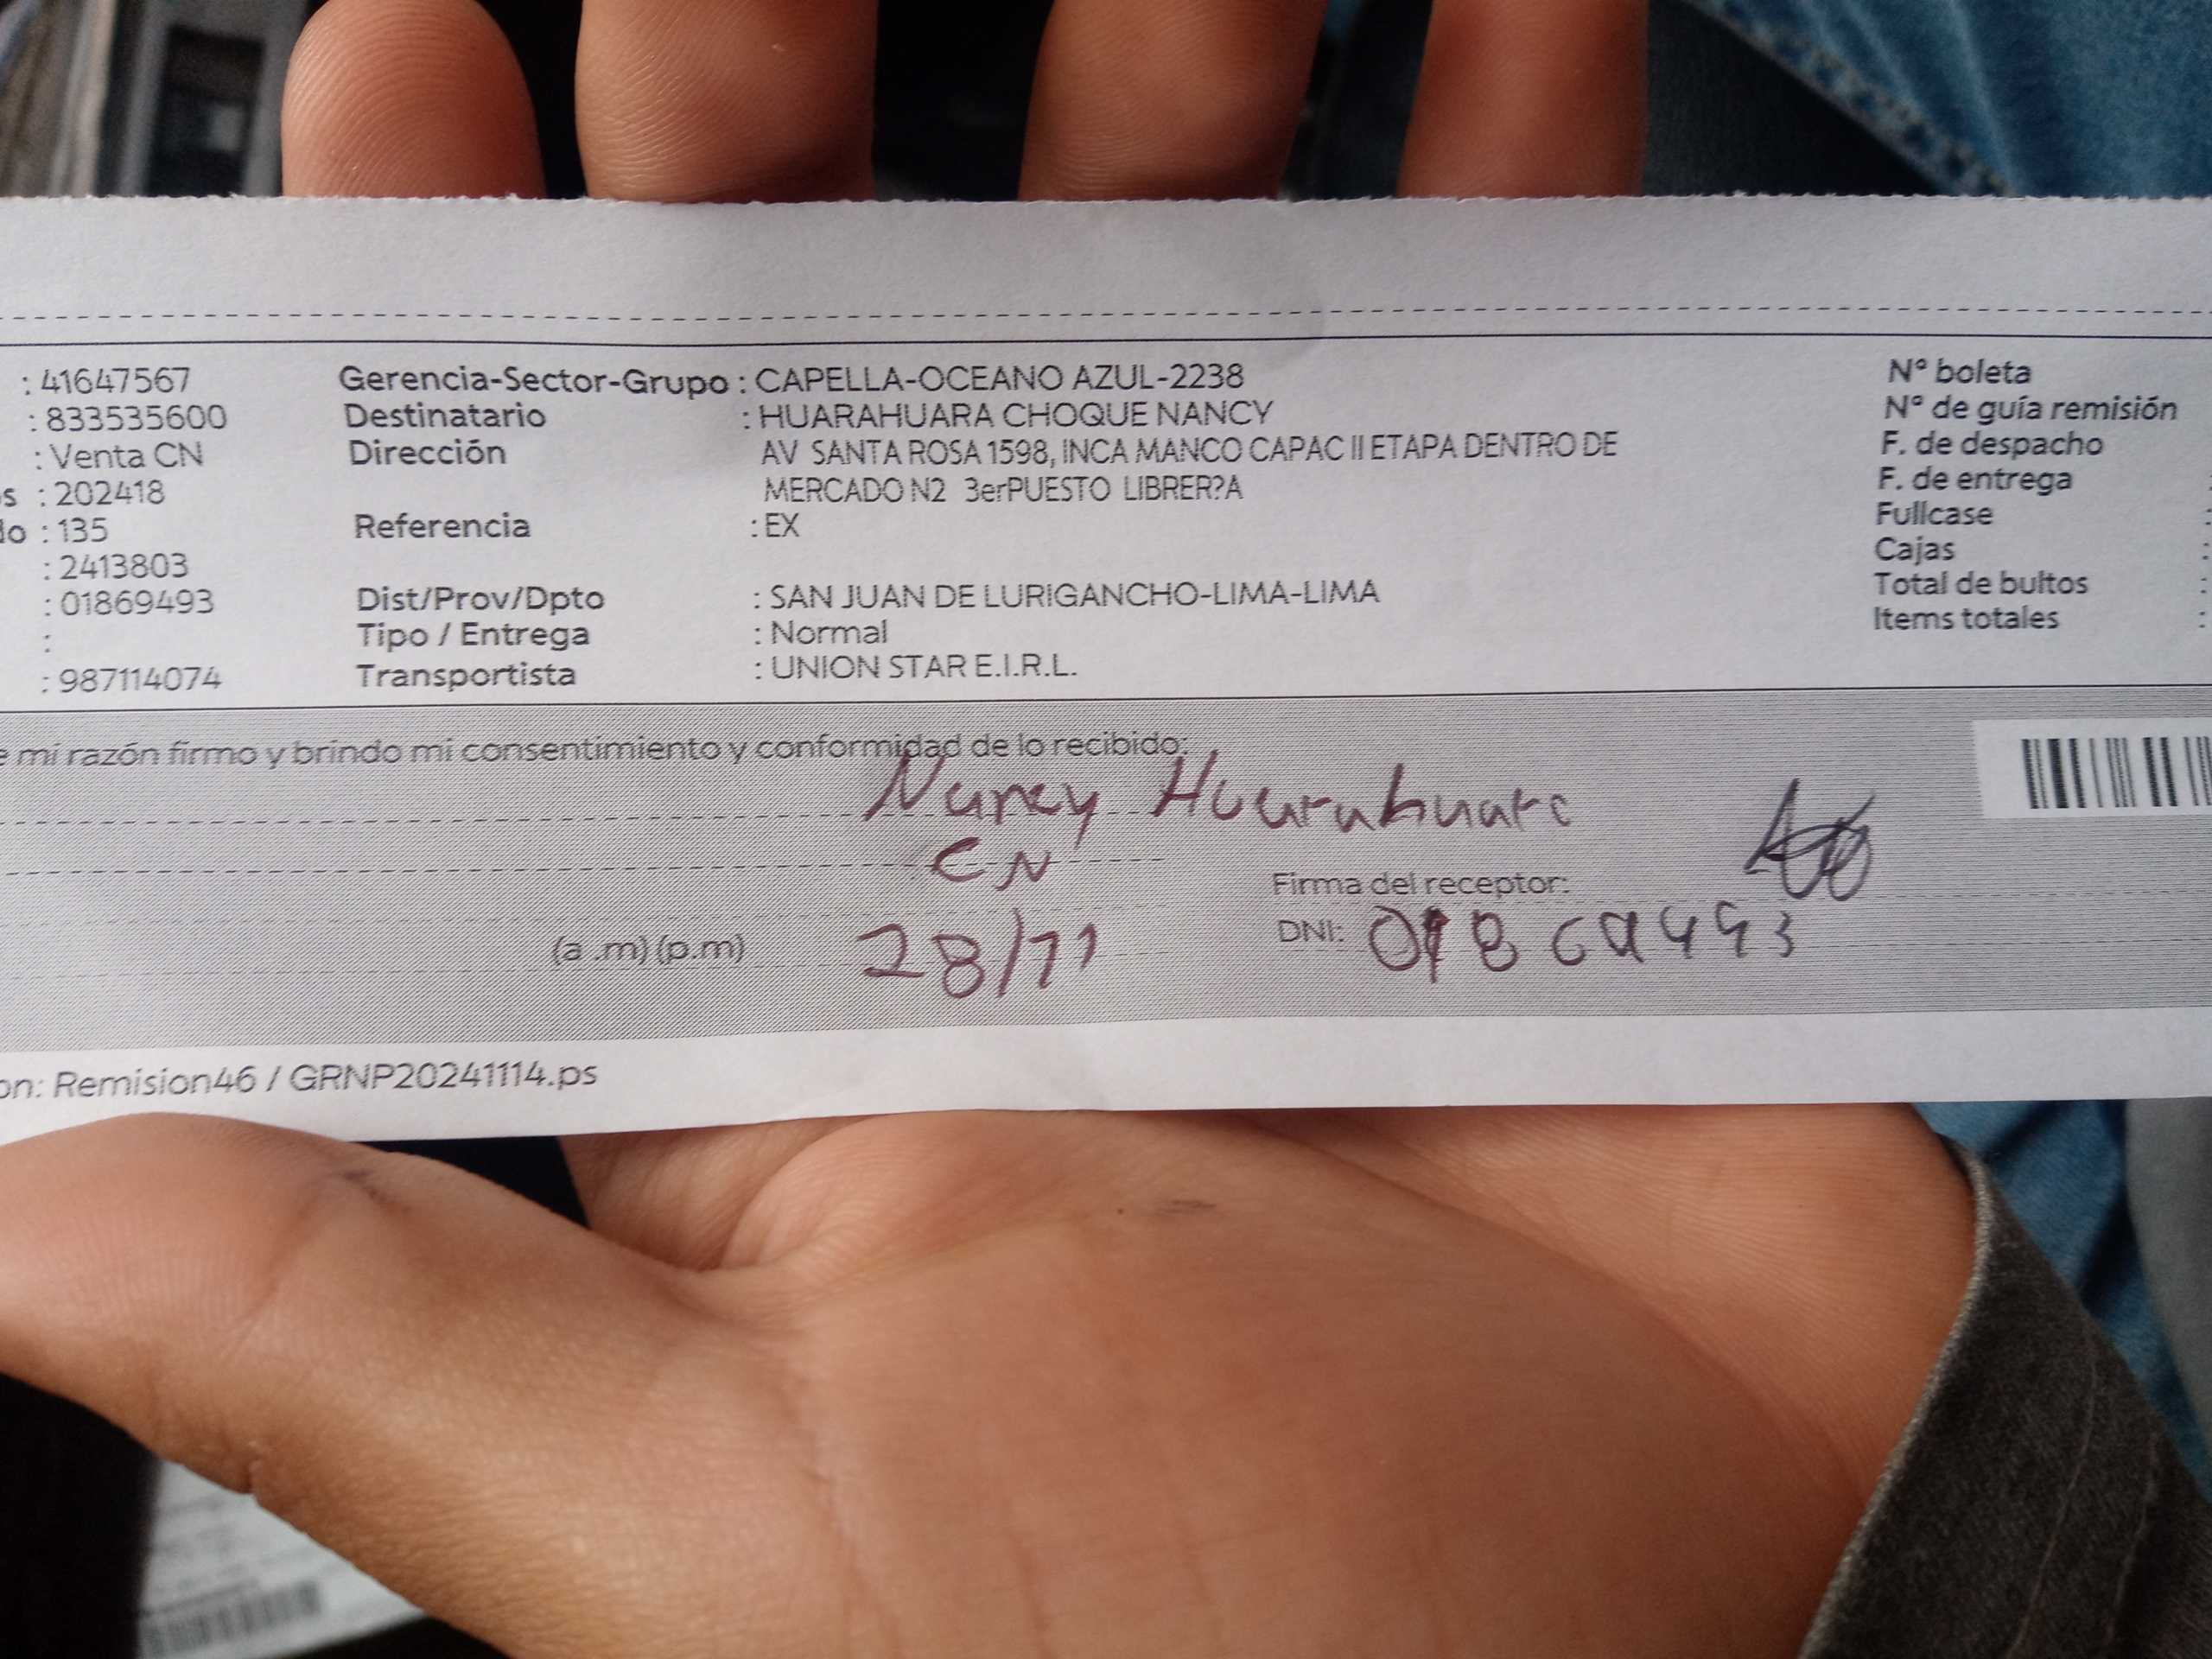 : 41647567 Gerencia-Sector-Grupo : CAPELLA-OCEANO AZUL-2238 N° boleta
: 833535600 Destinatario : HUARAHUARA CHOQUE NANCY N° de guía remisión
: Venta CN Dirección AV SANTA ROSA 1598, INCA MANCO CAPAC II ETAPA DENTRO DE F. de despacho
s : 202418 MERCADO N2 3erPUESTO LIBRER?A F. de entrega :
do : 135 Referencia : EX Fullcase :
: 2413803 Cajas :
: 01869493 Dist/Prov/Dpto : SAN JUAN DE LURIGANCHO-LIMA-LIMA Total de bultos :
: Tipo / Entrega : Normal Items totales :
: 987114074 Transportista : UNION STAR E.I.R.L.
e mi razón firmo y brindo mi consentimiento y conformidad de lo recibido:
Nancy Huarahuara
CN
Firma del receptor:
(a .m) (p.m) 28/11 DNI: 01869493
on: Remision46 / GRNP20241114.ps